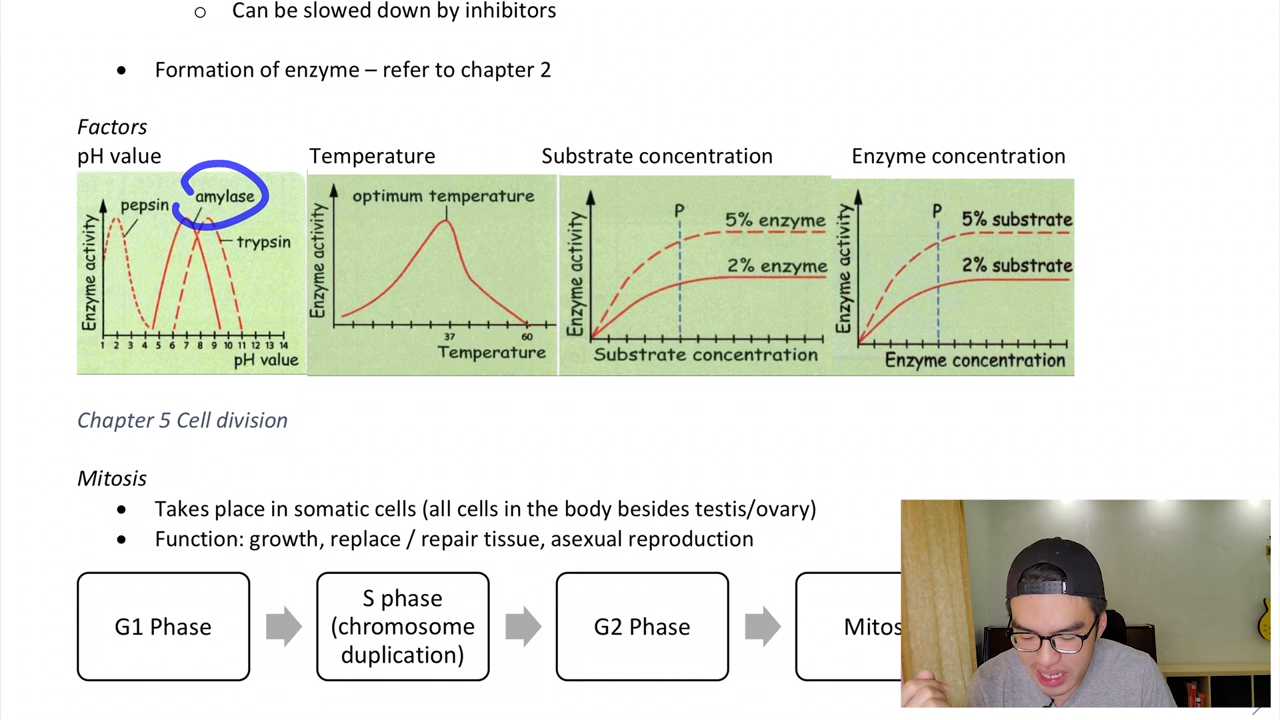 o Can be slowed down by inhibitors
• Formation of enzyme – refer to chapter 2
Factors
pH value
Temperature
Substrate concentration
Enzyme concentration
pepsin
amylase
trypsin
Enzyme activity
1 2 3 4 5 6 7 8 9 10 11 12 13 14
pH value
optimum temperature
Enzyme activity
37
60
Temperature
P
5% enzyme
2% enzyme
Enzyme activity
Substrate concentration
P
5% substrate
2% substrate
Enzyme activity
Enzyme concentration
Chapter 5 Cell division
Mitosis
• Takes place in somatic cells (all cells in the body besides testis/ovary)
• Function: growth, replace / repair tissue, asexual reproduction
G1 Phase
S phase
(chromosome
duplication)
G2 Phase
Mitos